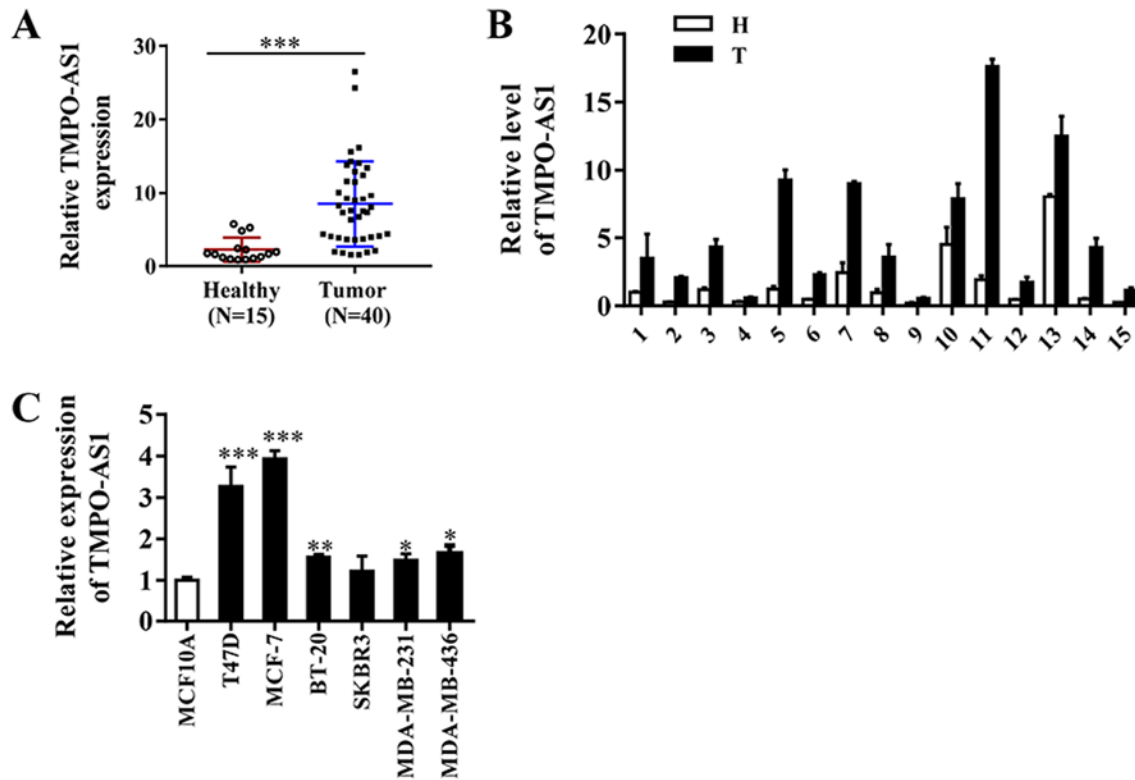 A
Relative TMPO-AS1
expression
30
20
10
0
***
Healthy
(N=15)
Tumor
(N=40)
B
Relative level
of TMPO-AS1
20
15
10
5
0
H
T
1 2 3 4 5 6 7 8 9 10 11 12 13 14 15
C
Relative expression
of TMPO-AS1
5
4
3
2
1
0
*** *** ** * *
MCF10A
T47D
MCF-7
BT-20
SKBR3
MDA-MB-231
MDA-MB-436